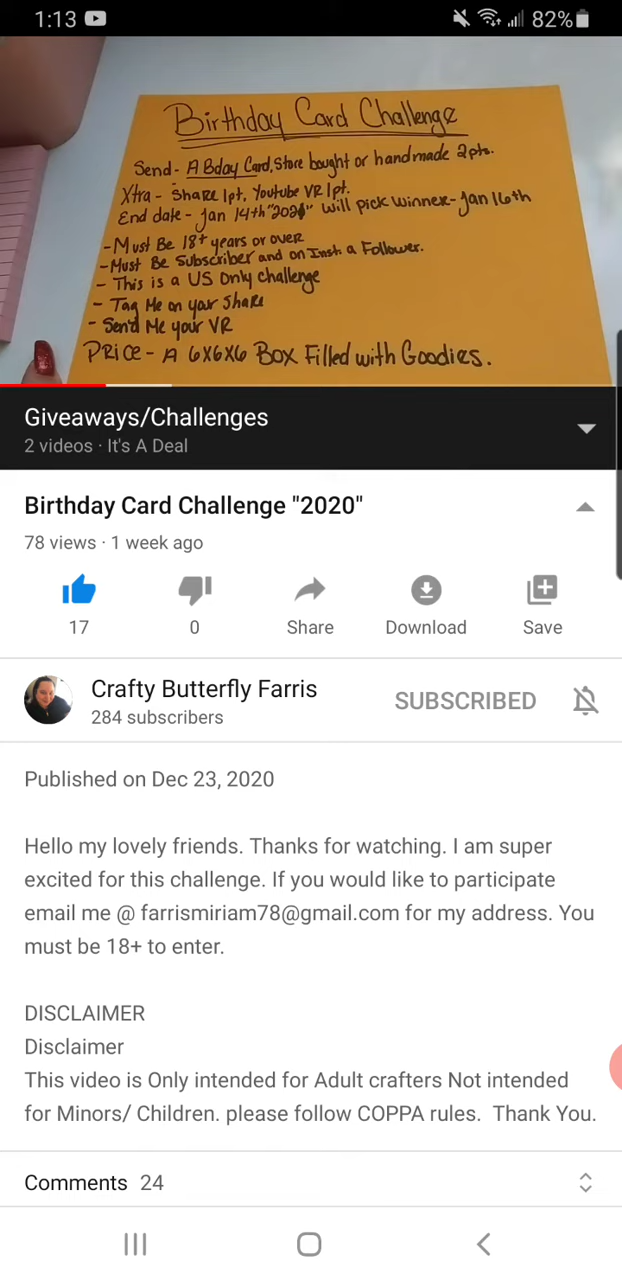 1:13 82%
Birthday Card Challenge
Send- A Bday Card, Store bought or handmade 2pts.
Xtra - Share 1pt, Youtube VR 1pt.
End date - Jan 14th "2021" will pick winner-Jan 16th
-Must Be 18+ years or over
-Must Be Subscriber and on Inst. a Follower.
- This is a US Only challenge
- Tag Me on your share
- Send Me your VR
PRice- A 6X6X6 Box Filled with Goodies.
Giveaways/Challenges
2 videos · It's A Deal
Birthday Card Challenge "2020"
78 views · 1 week ago
17 0 Share Download Save
Crafty Butterfly Farris
SUBSCRIBED
284 subscribers
Published on Dec 23, 2020
Hello my lovely friends. Thanks for watching. I am super
excited for this challenge. If you would like to participate
email me @ farrismiriam78@gmail.com for my address. You
must be 18+ to enter.
DISCLAIMER
Disclaimer
This video is Only intended for Adult crafters Not intended
for Minors/ Children. please follow COPPA rules.  Thank You.
Comments 24